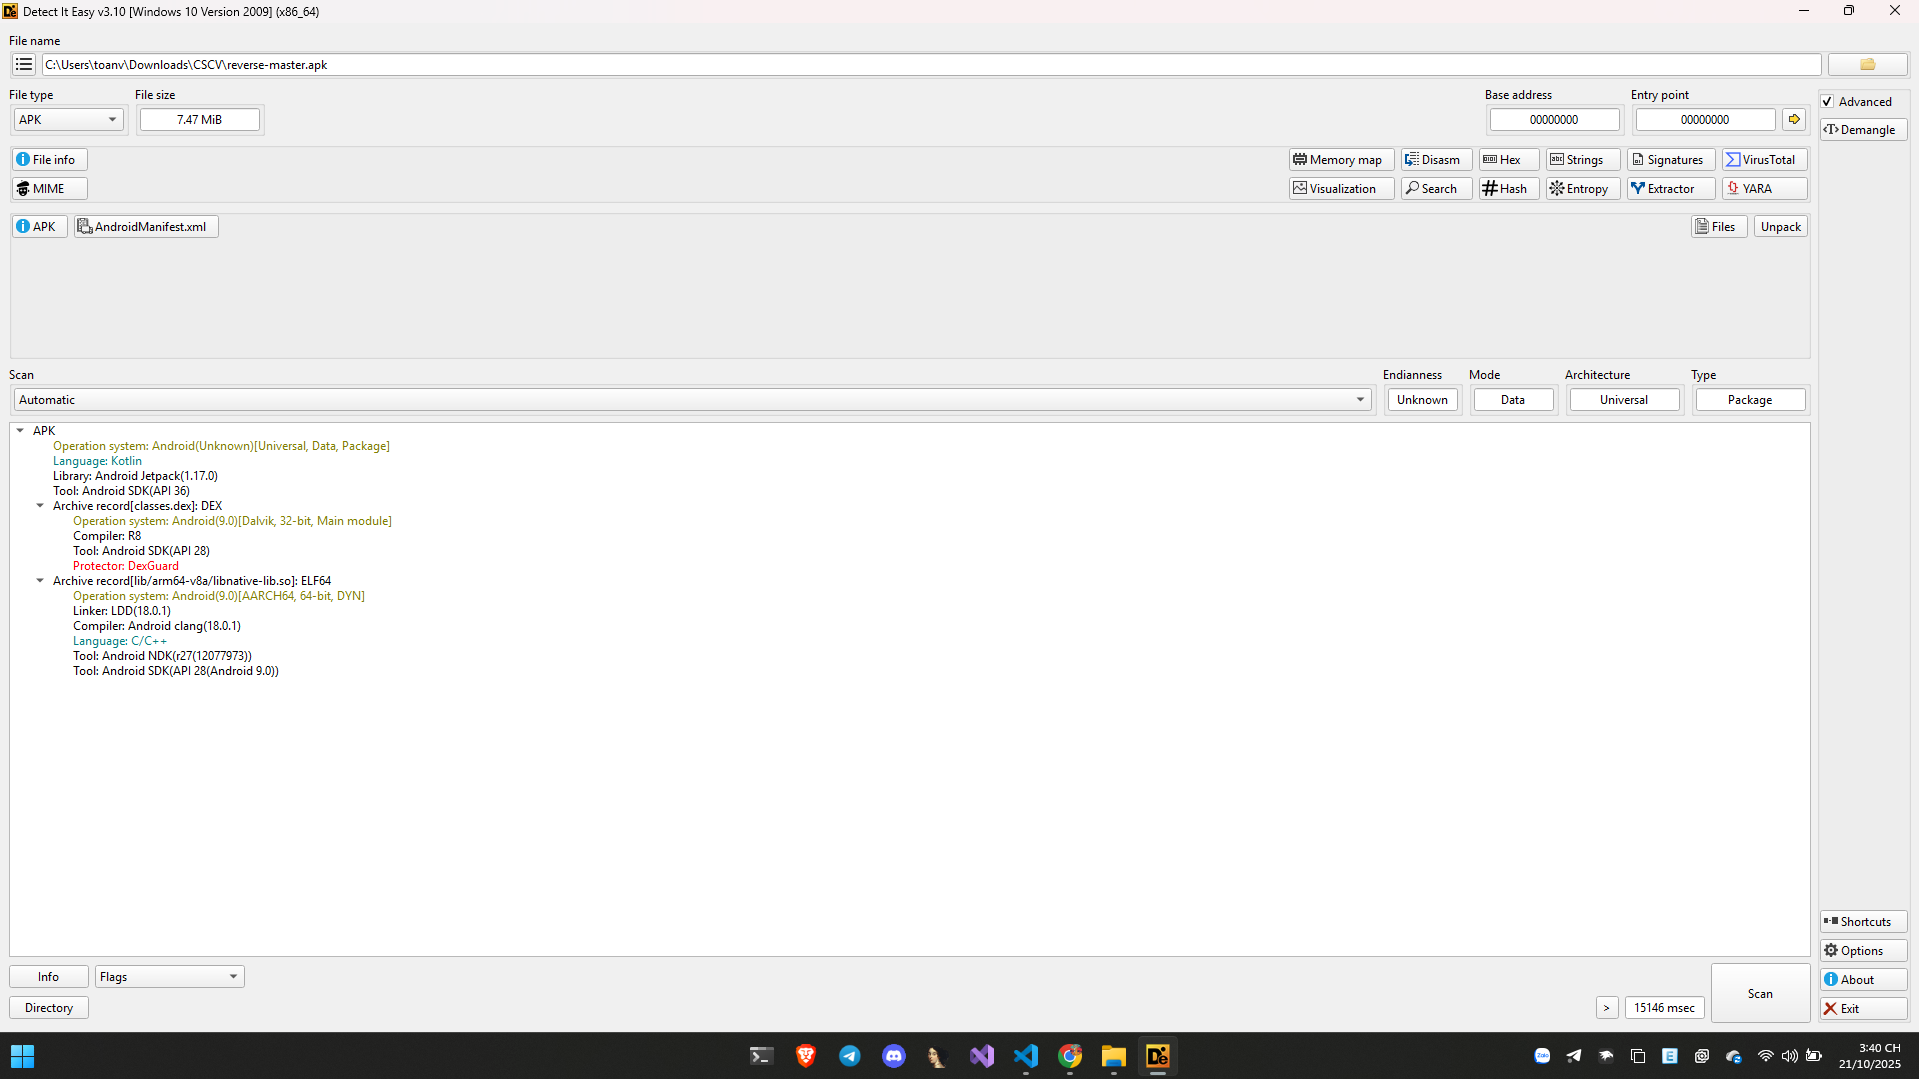 Detect It Easy v3.10 [Windows 10 Version 2009] (x86_64)
File name
C:\Users\toanv\Downloads\CSCV\reverse-master.apk
File type
File size
Base address
Entry point
Advanced
APK
7.47 MiB
00000000
00000000
Demangle
File info
Memory map
Disasm
Hex
Strings
Signatures
VirusTotal
MIME
Visualization
Search
Hash
Entropy
Extractor
YARA
APK
AndroidManifest.xml
Files
Unpack
Scan
Endianness
Mode
Architecture
Type
Automatic
Unknown
Data
Universal
Package
APK
Operation system: Android(Unknown)[Universal, Data, Package]
Language: Kotlin
Library: Android Jetpack(1.17.0)
Tool: Android SDK(API 36)
Archive record[classes.dex]: DEX
Operation system: Android(9.0)[Dalvik, 32-bit, Main module]
Compiler: R8
Tool: Android SDK(API 28)
Protector: DexGuard
Archive record[lib/arm64-v8a/libnative-lib.so]: ELF64
Operation system: Android(9.0)[AARCH64, 64-bit, DYN]
Linker: LDD(18.0.1)
Compiler: Android clang(18.0.1)
Language: C/C++
Tool: Android NDK(r27(12077973))
Tool: Android SDK(API 28(Android 9.0))
Shortcuts
Options
About
Exit
Info
Flags
Directory
>
15146 msec
Scan
3:40 CH
21/10/2025